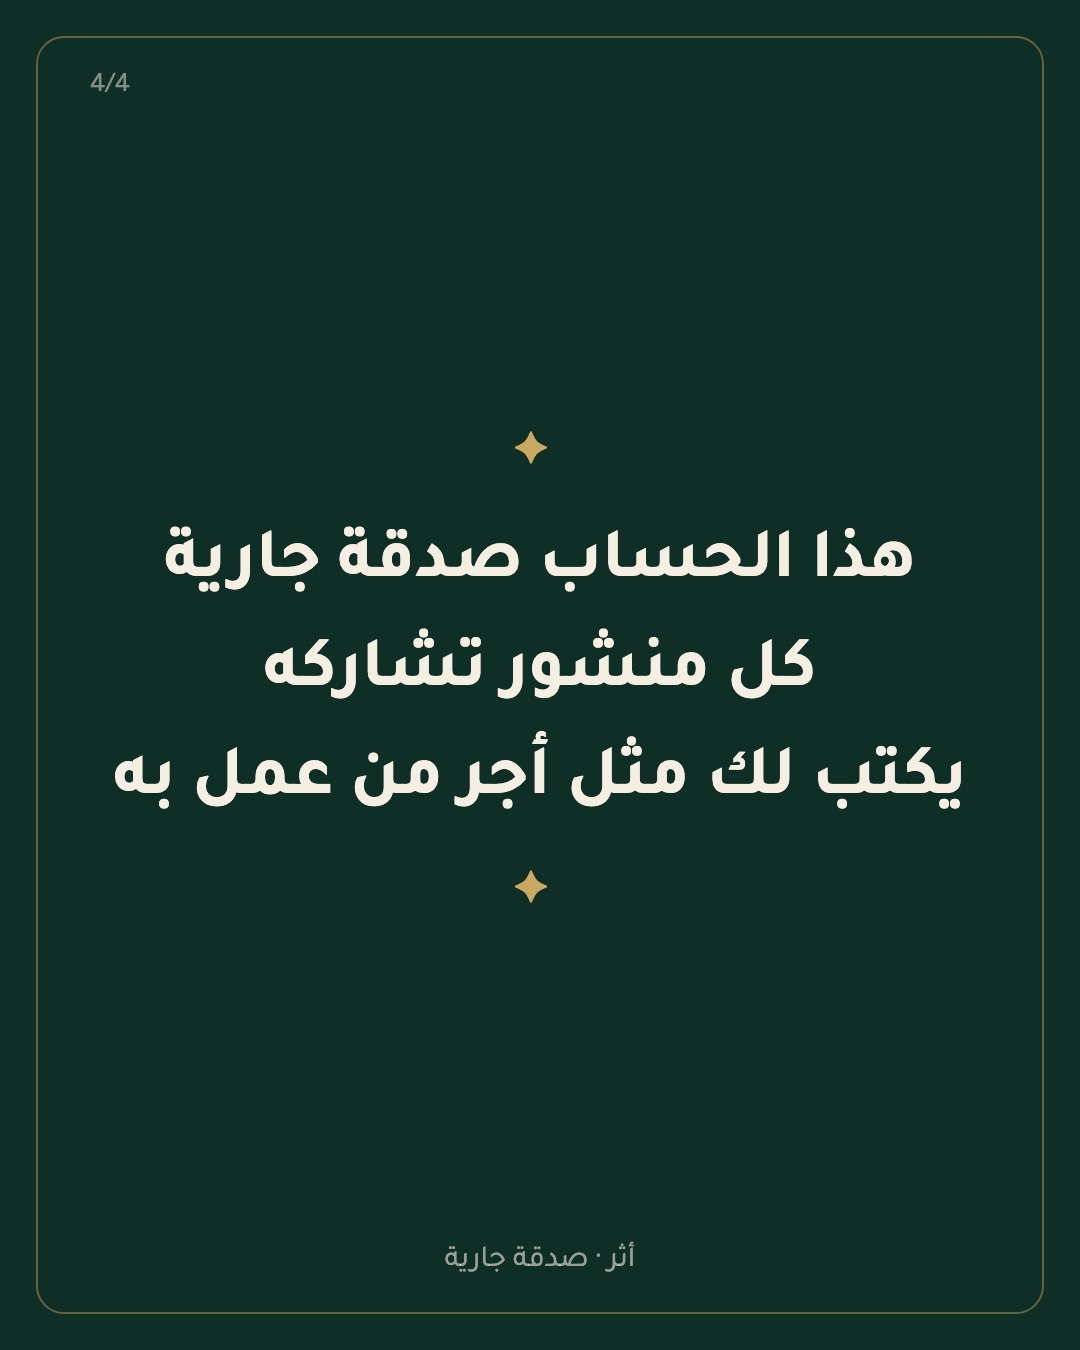 4/4
هذا الحساب صدقة جارية
كل منشور تشاركه
يكتب لك مثل أجر من عمل به
أثر · صدقة جارية